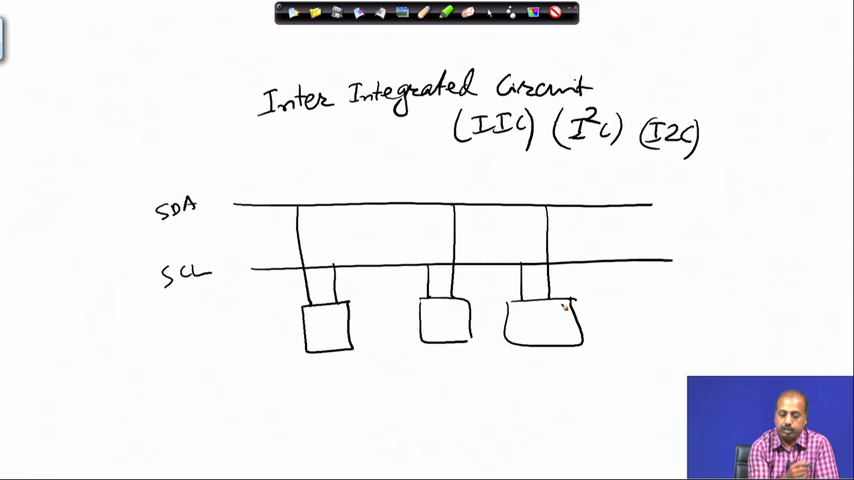 Inter Integrated Circuit
(IIC) (I²C) (I2C)
SDA
SCL